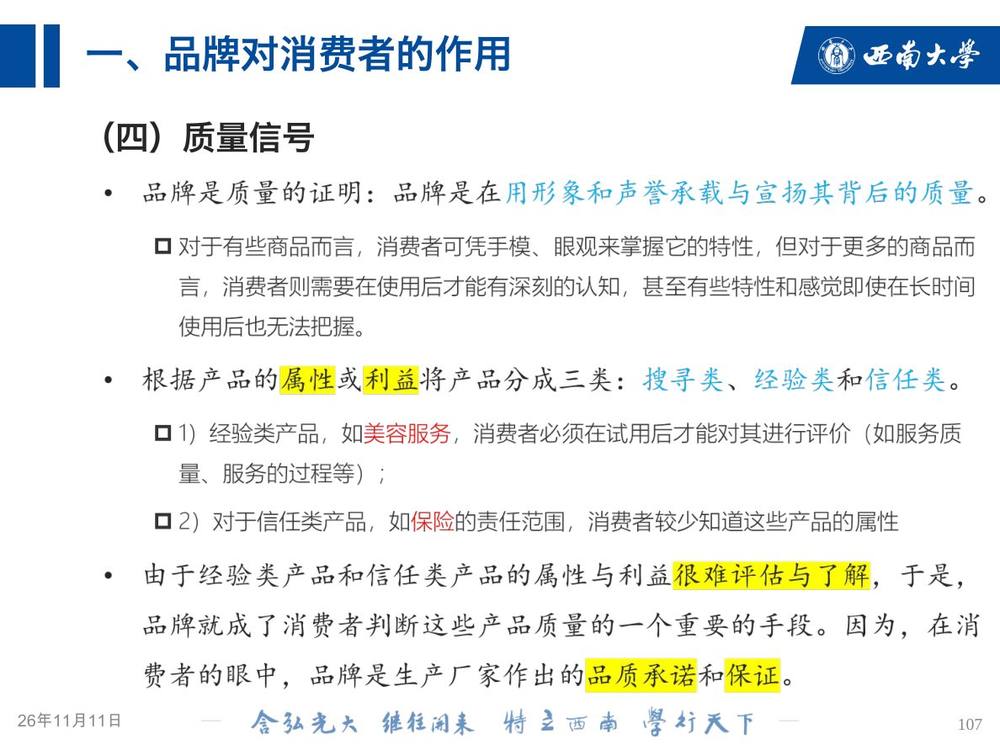 一、品牌对消费者的作用
西南大学
（四）质量信号
• 品牌是质量的证明：品牌是在用形象和声誉承载与宣扬其背后的质量。
对于有些商品而言，消费者可凭手模、眼观来掌握它的特性，但对于更多的商品而
言，消费者则需要在使用后才能有深刻的认知，甚至有些特性和感觉即使在长时间
使用后也无法把握。
• 根据产品的属性或利益将产品分成三类：搜寻类、经验类和信任类。
1）经验类产品，如美容服务，消费者必须在试用后才能对其进行评价（如服务质
量、服务的过程等）;
2）对于信任类产品，如保险的责任范围，消费者较少知道这些产品的属性
• 由于经验类产品和信任类产品的属性与利益很难评估与了解，于是，
品牌就成了消费者判断这些产品质量的一个重要的手段。因为，在消
费者的眼中，品牌是生产厂家作出的品质承诺和保证。
26年11月11日
含弘光大 继往开来 特立西南 學行天下
107